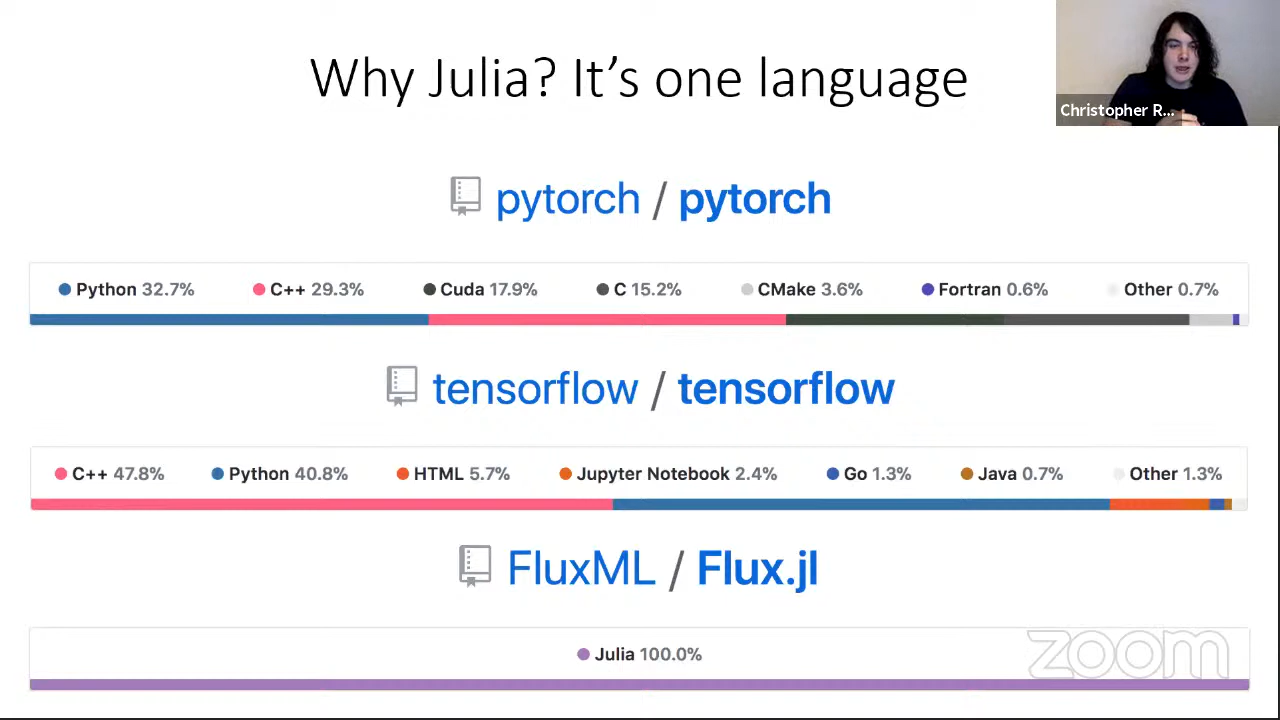 Why Julia? It's one language
Christopher R...
pytorch / pytorch
Python 32.7% C++ 29.3% Cuda 17.9% C 15.2% CMake 3.6% Fortran 0.6% Other 0.7%
tensorflow / tensorflow
C++ 47.8% Python 40.8% HTML 5.7% Jupyter Notebook 2.4% Go 1.3% Java 0.7% Other 1.3%
FluxML / Flux.jl
Julia 100.0%
zoom